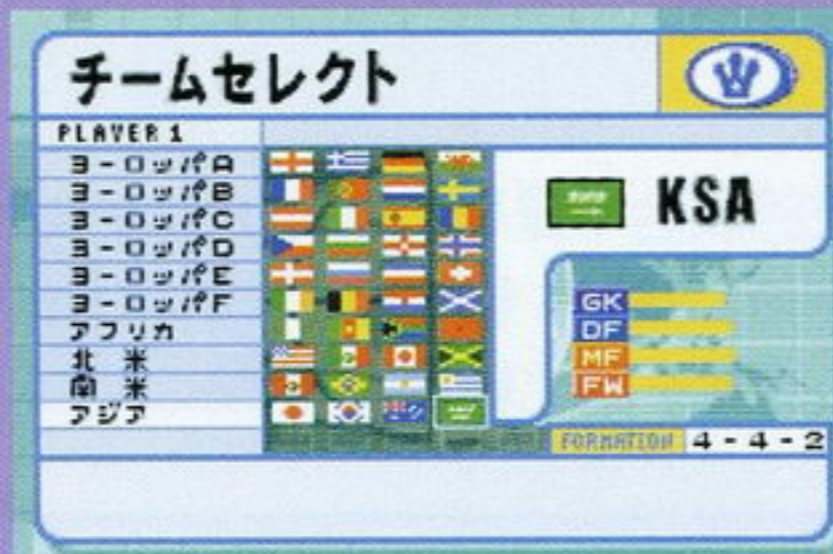 チームセレクト
PLAYER 1
ヨーロッパA
ヨーロッパB
ヨーロッパC
ヨーロッパD
ヨーロッパE
ヨーロッパF
アフリカ
北 米
南 米
アジア
KSA
GK
DF
MF
FW
FORMATION 4-4-2